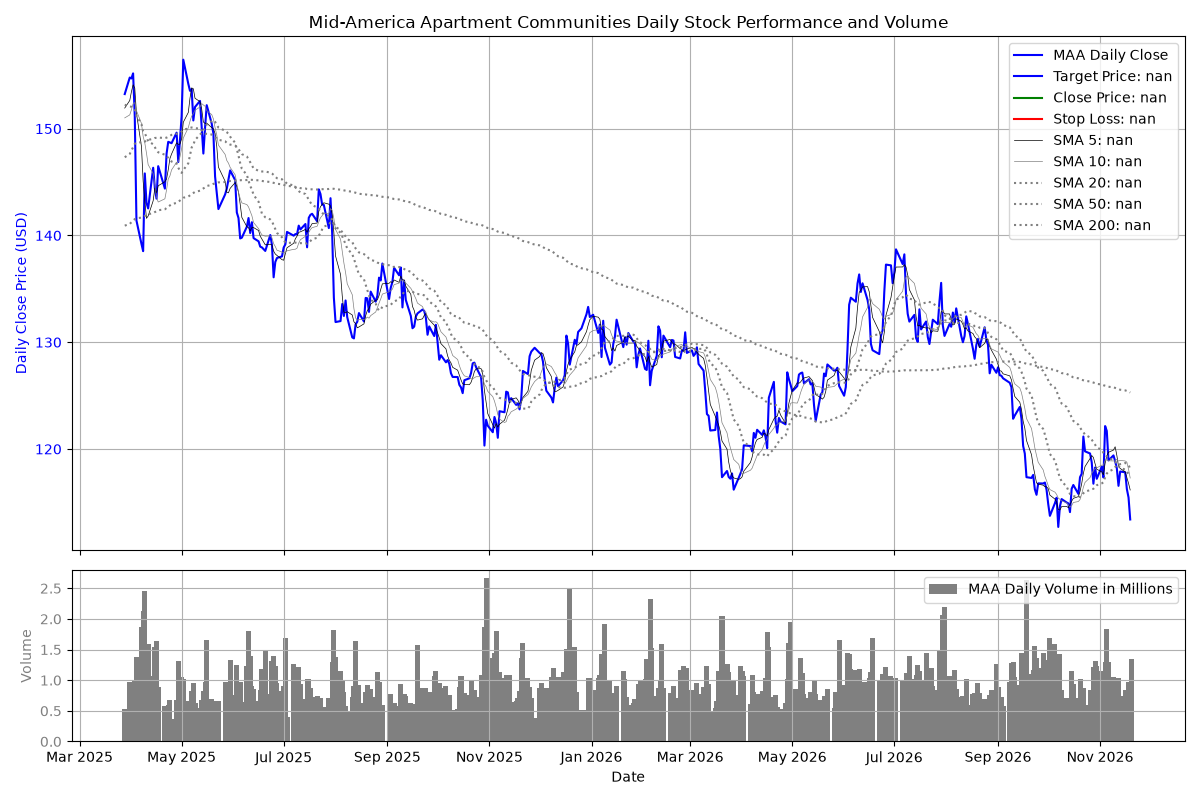 Mid-America Apartment Communities Daily Stock Performance and Volume
MAA Daily Close
Target Price: nan
Close Price: nan
Stop Loss: nan
SMA 5: nan
SMA 10: nan
SMA 20: nan
SMA 50: nan
SMA 200: nan
Daily Close Price (USD)
150
140
130
120
MAA Daily Volume in Millions
Volume
2.5
2.0
1.5
1.0
0.5
0.0
Mar 2025 May 2025 Jul 2025 Sep 2025 Nov 2025 Jan 2026 Mar 2026 May 2026 Jul 2026 Sep 2026 Nov 2026
Date